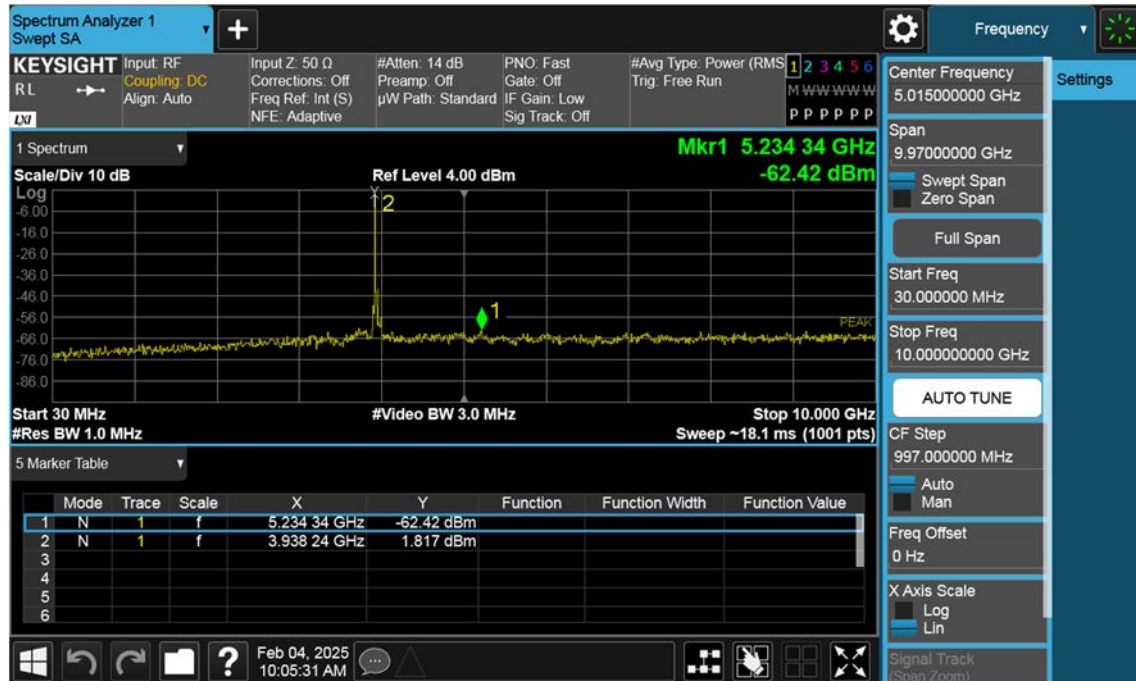 Spectrum Analyzer 1
Swept SA
+
Frequency
KEYSIGHT
RL
LXI
Input: RF
Coupling: DC
Align: Auto
Input Z: 50 Ω
Corrections: Off
Freq Ref: Int (S)
NFE: Adaptive
#Atten: 14 dB
Preamp: Off
µW Path: Standard
PNO: Fast
Gate: Off
IF Gain: Low
Sig Track: Off
#Avg Type: Power (RMS
Trig: Free Run
1 2 3 4 5 6
M W W W W W
P P P P P P
1 Spectrum
Mkr1 5.234 34 GHz
-62.42 dBm
Scale/Div 10 dB
Ref Level 4.00 dBm
Log
-6.00
-16.0
-26.0
-36.0
-46.0
-56.0
-66.0
-76.0
-86.0
2
1
PEAK
Start 30 MHz
#Video BW 3.0 MHz
Stop 10.000 GHz
#Res BW 1.0 MHz
Sweep ~18.1 ms (1001 pts)
5 Marker Table
Mode Trace Scale X Y Function Function Width Function Value
1 N 1 f 5.234 34 GHz -62.42 dBm
2 N 1 f 3.938 24 GHz 1.817 dBm
3
4
5
6
Feb 04, 2025
10:05:31 AM
?
Center Frequency
5.015000000 GHz
Span
9.97000000 GHz
Swept Span
Zero Span
Full Span
Start Freq
30.000000 MHz
Stop Freq
10.000000000 GHz
AUTO TUNE
CF Step
997.000000 MHz
Auto
Man
Freq Offset
0 Hz
X Axis Scale
Log
Lin
Signal Track
(Span Zoom)
Settings